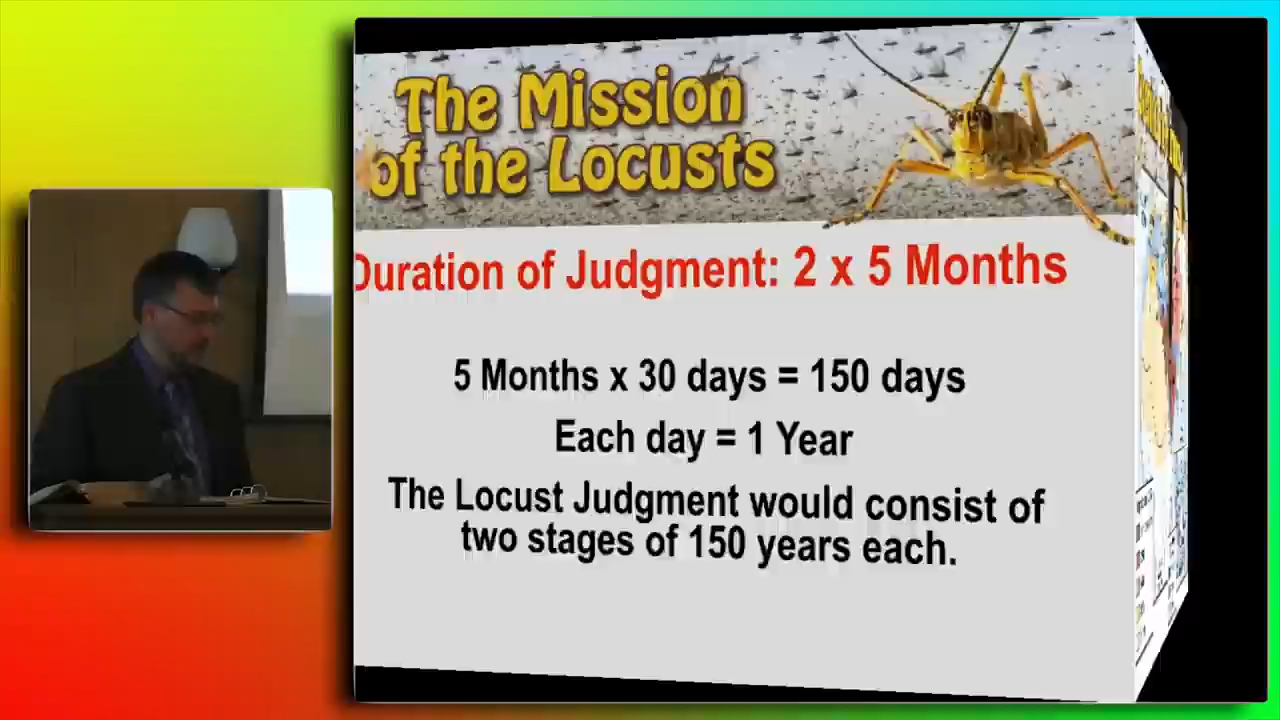 The Mission
of the Locusts
Duration of Judgment: 2 x 5 Months
5 Months x 30 days = 150 days
Each day = 1 Year
The Locust Judgment would consist of
two stages of 150 years each.